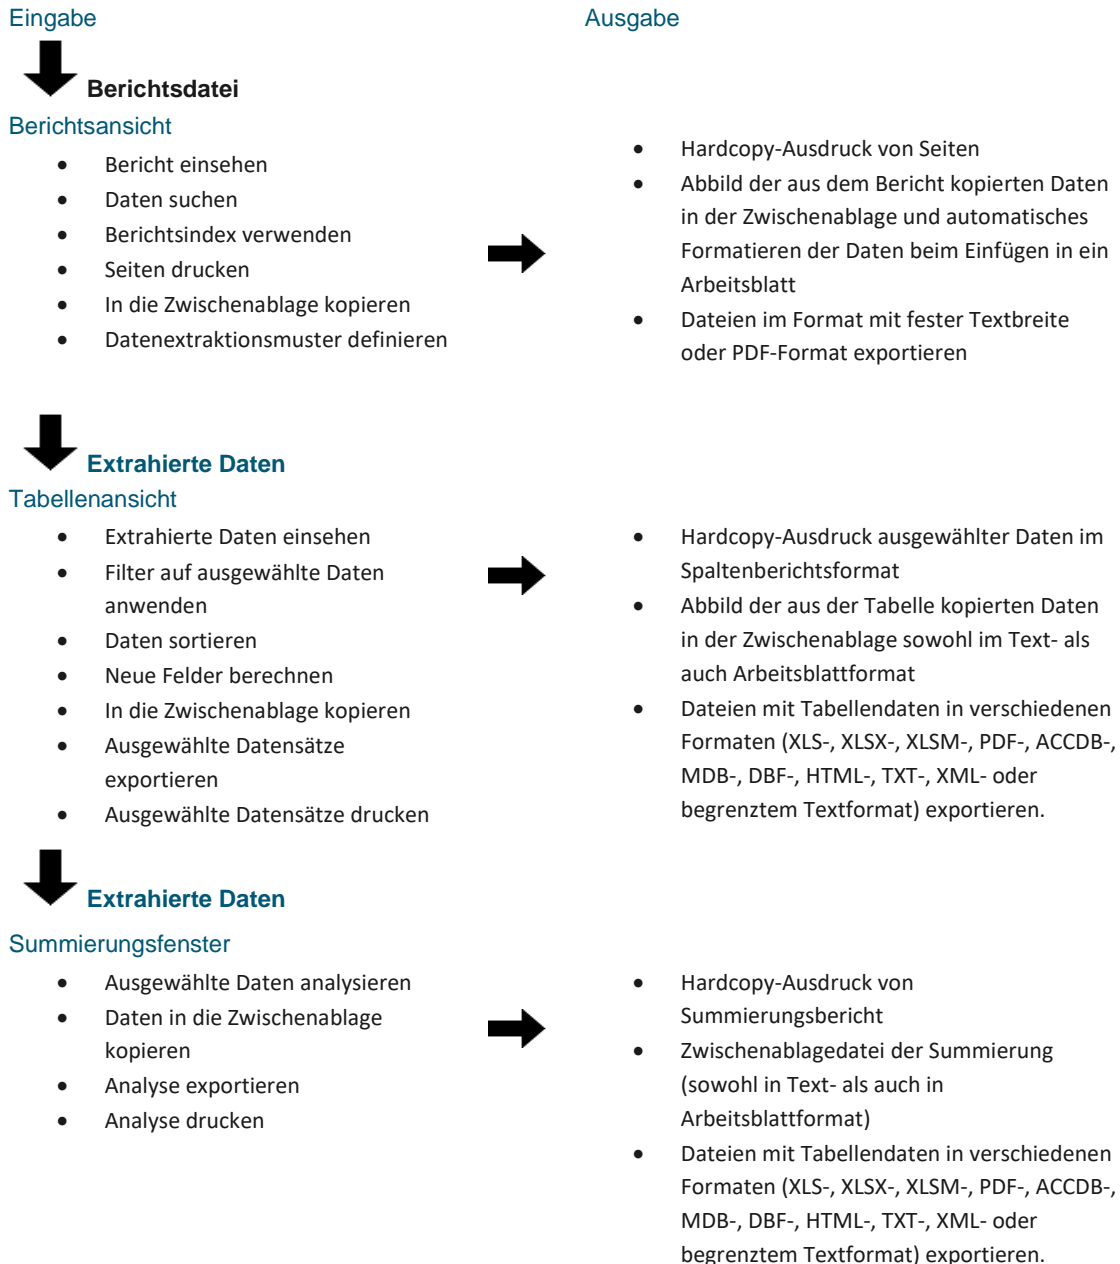 Eingabe
Ausgabe
Berichtsdatei
Berichtsansicht
• Bericht einsehen
• Daten suchen
• Berichtsindex verwenden
• Seiten drucken
• In die Zwischenablage kopieren
• Datenextraktionsmuster definieren
• Hardcopy-Ausdruck von Seiten
• Abbild der aus dem Bericht kopierten Daten
in der Zwischenablage und automatisches
Formatieren der Daten beim Einfügen in ein
Arbeitsblatt
• Dateien im Format mit fester Textbreite
oder PDF-Format exportieren
Extrahierte Daten
Tabellenansicht
• Extrahierte Daten einsehen
• Filter auf ausgewählte Daten
anwenden
• Daten sortieren
• Neue Felder berechnen
• In die Zwischenablage kopieren
• Ausgewählte Datensätze
exportieren
• Ausgewählte Datensätze drucken
• Hardcopy-Ausdruck ausgewählter Daten im
Spaltenberichtsformat
• Abbild der aus der Tabelle kopierten Daten
in der Zwischenablage sowohl im Text- als
auch Arbeitsblattformat
• Dateien mit Tabellendaten in verschiedenen
Formaten (XLS-, XLSX-, XLSM-, PDF-, ACCDB-,
MDB-, DBF-, HTML-, TXT-, XML- oder
begrenztem Textformat) exportieren.
Extrahierte Daten
Summierungsfenster
• Ausgewählte Daten analysieren
• Daten in die Zwischenablage
kopieren
• Analyse exportieren
• Analyse drucken
• Hardcopy-Ausdruck von
Summierungsbericht
• Zwischenablagedatei der Summierung
(sowohl in Text- als auch in
Arbeitsblattformat)
• Dateien mit Tabellendaten in verschiedenen
Formaten (XLS-, XLSX-, XLSM-, PDF-, ACCDB-,
MDB-, DBF-, HTML-, TXT-, XML- oder
begrenztem Textformat) exportieren.